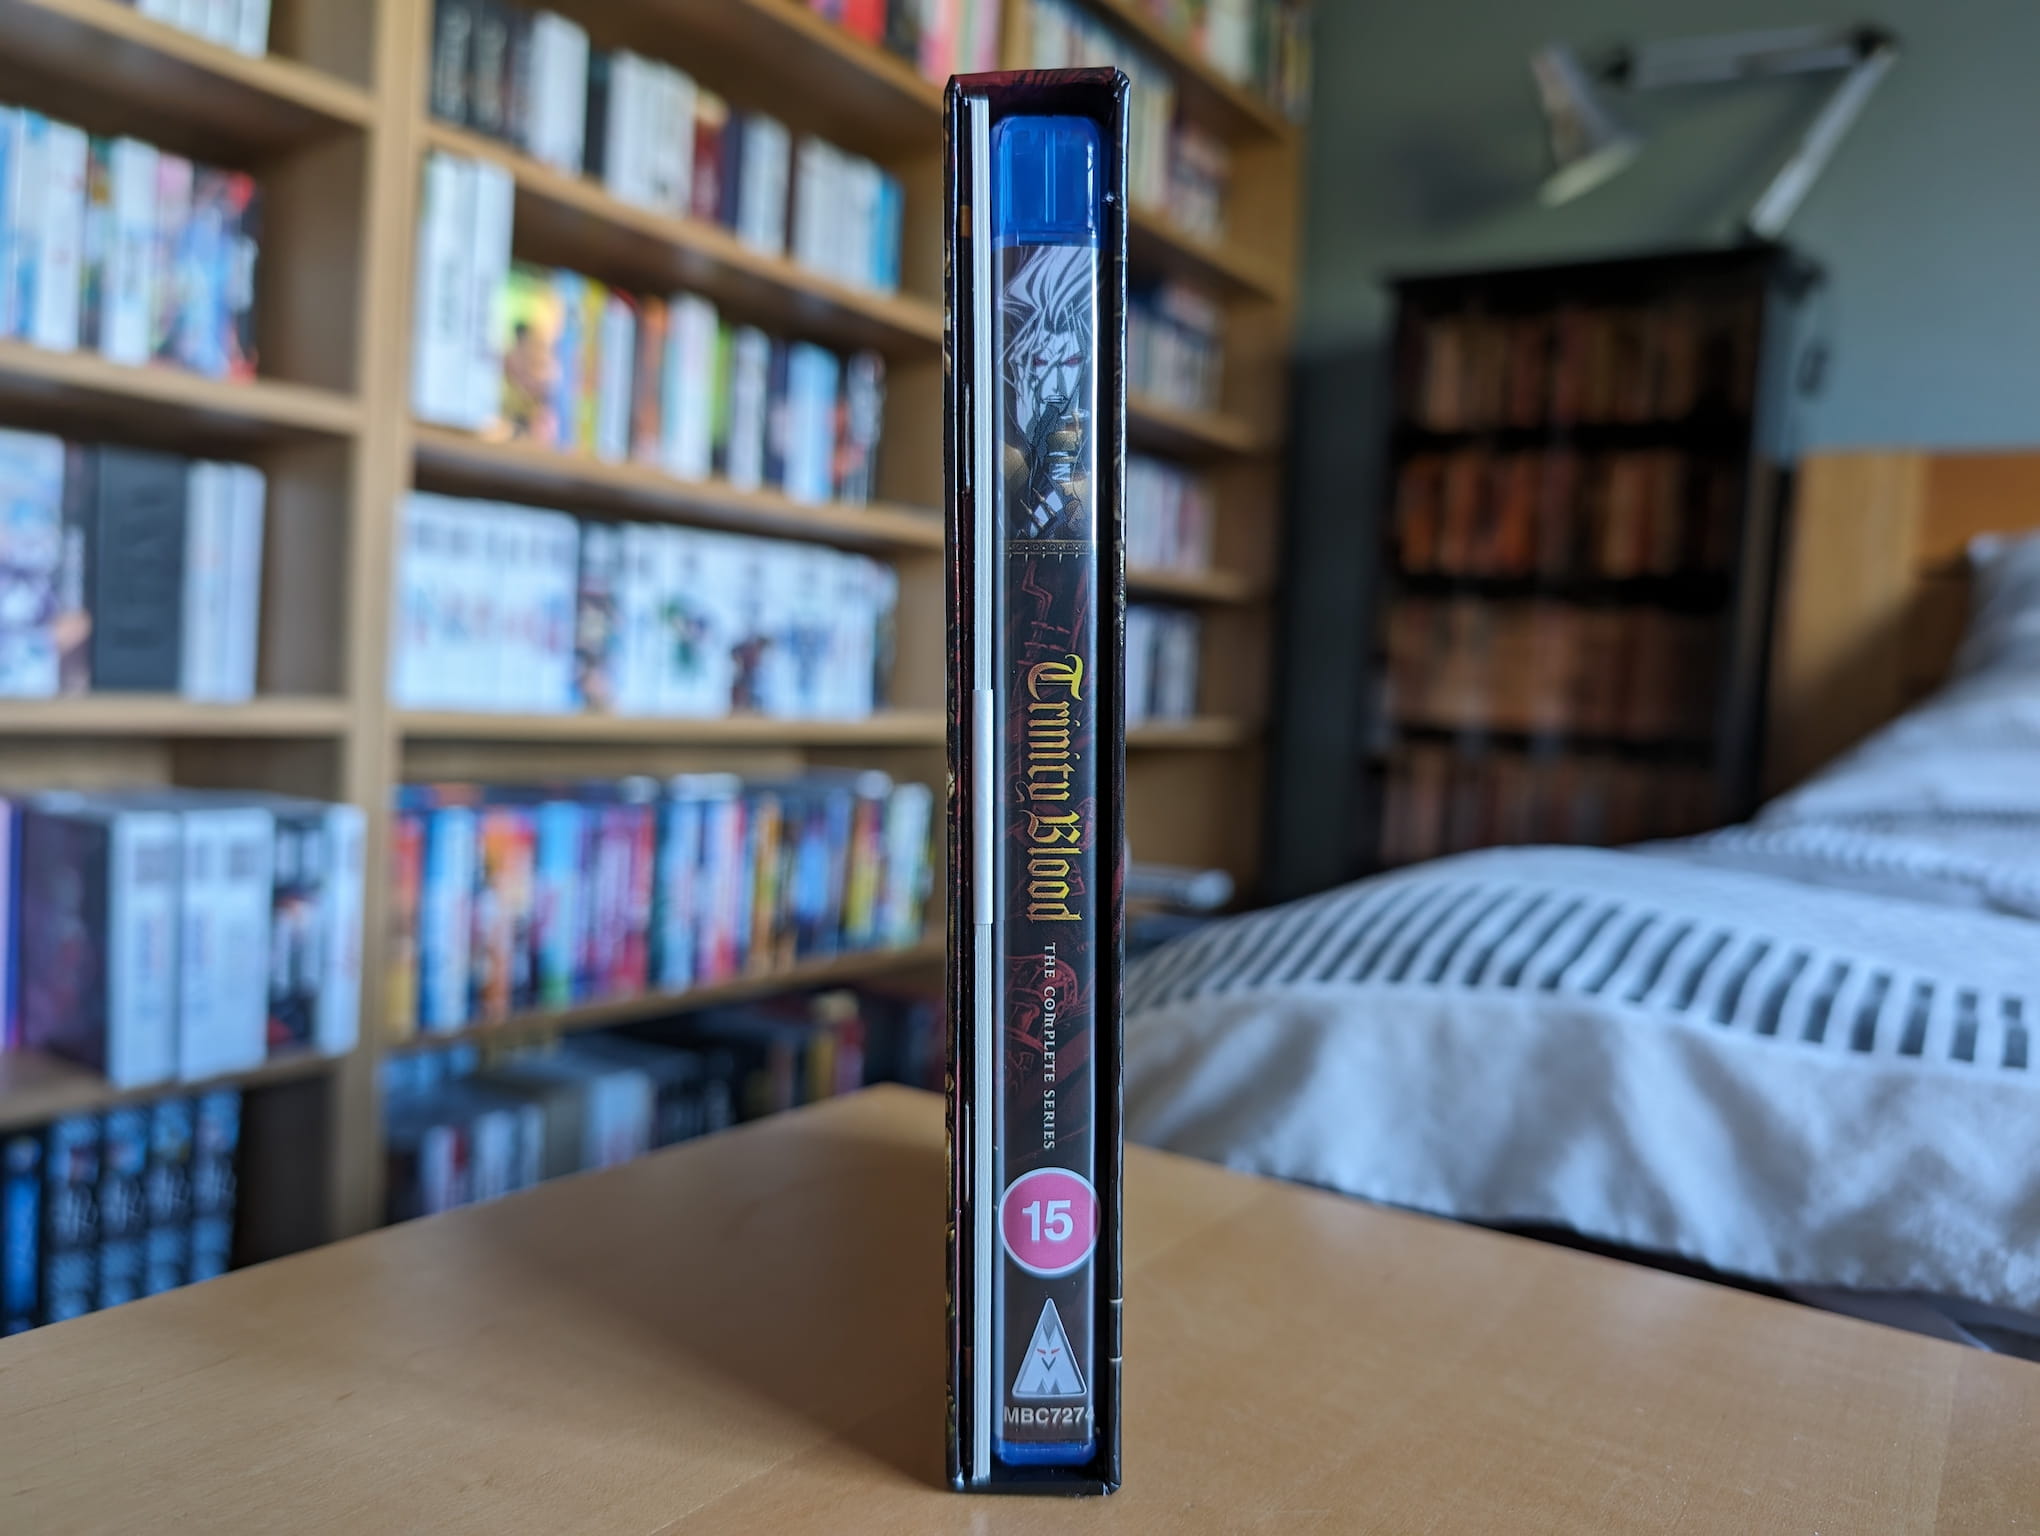 Trinity Blood
THE COMPLETE SERIES
15
MBC7274